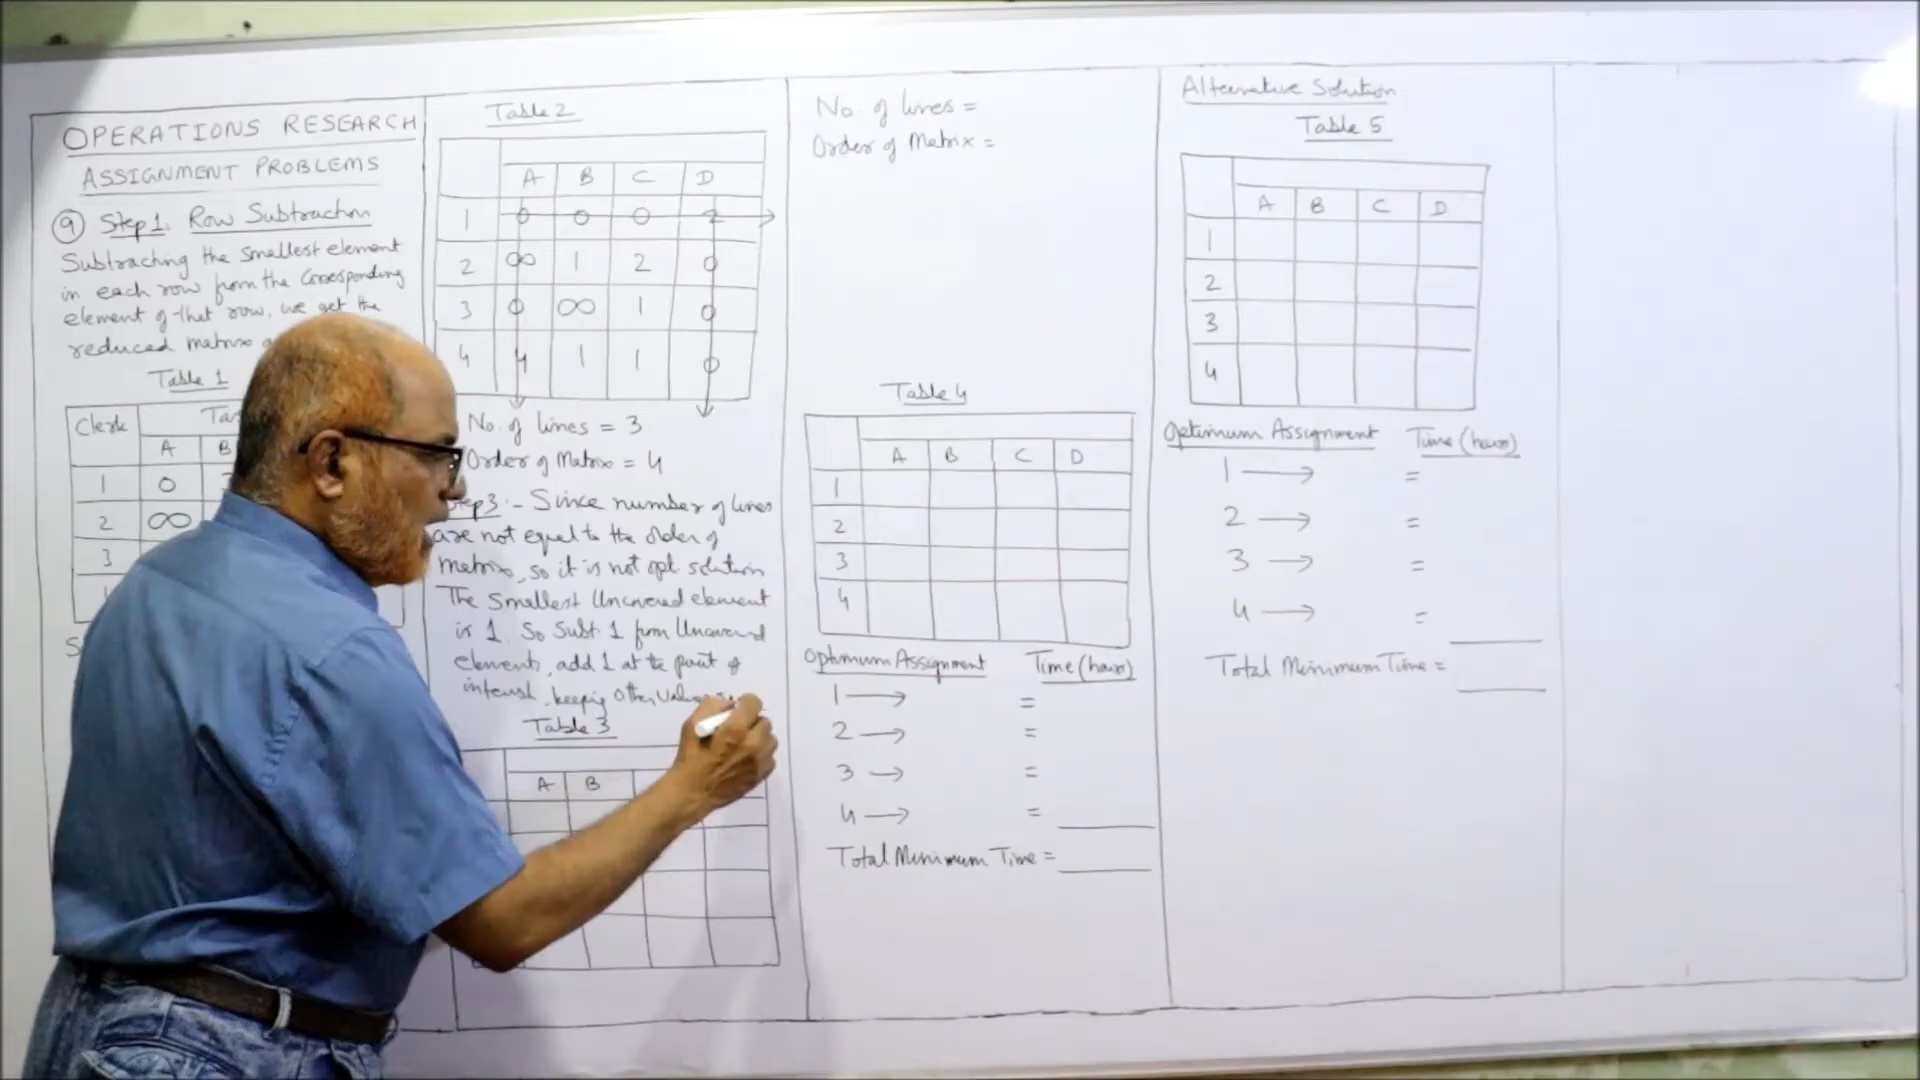 OPERATIONS RESEARCH
ASSIGNMENT PROBLEMS
9 Step 1. Row Subtraction
Subtracting the smallest element
in each row from the corresponding
element of that row, we get the
reduced matrix
Table 1
Clerk
A B
1 0
2 ∞
3
Table 2
A B C D
1 0 0 0 2
2 ∞ 1 2 0
3 0 ∞ 1 0
4 4 1 1 0
No. of lines = 3
Order of Matrix = 4
Step 3:- Since number of lines
are not equal to the order of
matrix, so it is not opt. solution
The smallest Uncovered element
is 1. So Subt. 1 from Uncovered
elements, add 1 at the point of
intersect, keeping other
Table 3
A B
No. of lines =
Order of Matrix =
Table 4
A B C D
1
2
3
4
Optimum Assignment Time (hours)
1 → =
2 → =
3 → =
4 → =
Total Minimum Time =
Alternative Solution
Table 5
A B C D
1
2
3
4
Optimum Assignment Time (hours)
1 → =
2 → =
3 → =
4 → =
Total Minimum Time =